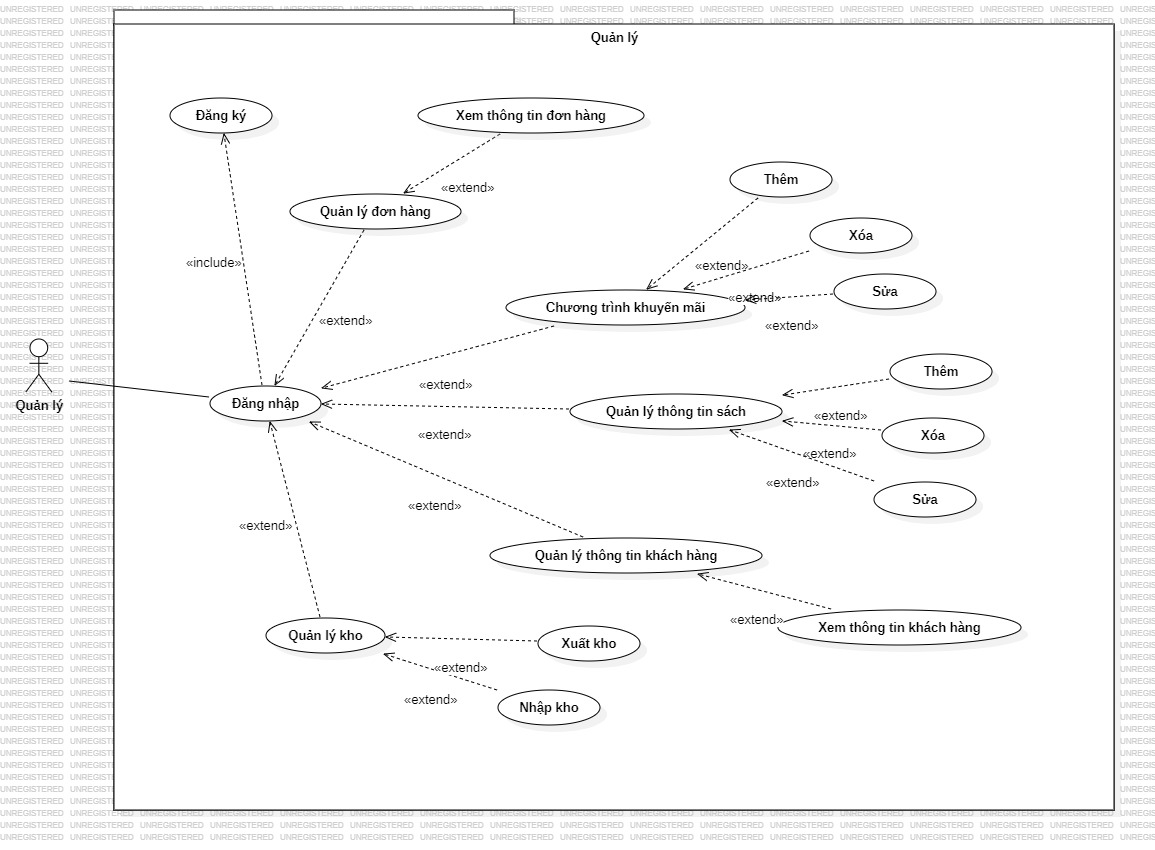 Quản lý
Đăng ký
Xem thông tin đơn hàng
«extend»
Thêm
Quản lý đơn hàng
Xóa
«include»
«extend»
Sửa
«extend»
Chương trình khuyến mãi
«extend»
«extend»
Thêm
«extend»
Quản lý
Đăng nhập
Quản lý thông tin sách
«extend»
«extend»
Xóa
«extend»
«extend»
Sửa
«extend»
«extend»
Quản lý thông tin khách hàng
«extend»
Xem thông tin khách hàng
Quản lý kho
Xuất kho
«extend»
«extend»
Nhập kho
UNREGISTERED